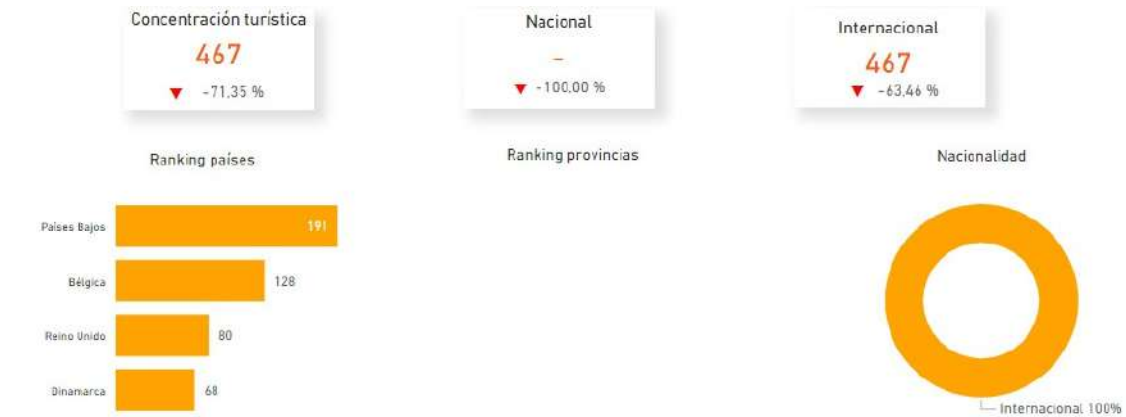 Concentración turística
467
▼ -71,35 %
Nacional
-
▼ -100,00 %
Internacional
467
▼ -63,46 %
Ranking países
Países Bajos 191
Bélgica 128
Reino Unido 80
Dinamarca 68
Ranking provincias
Nacionalidad
Internacional 100%